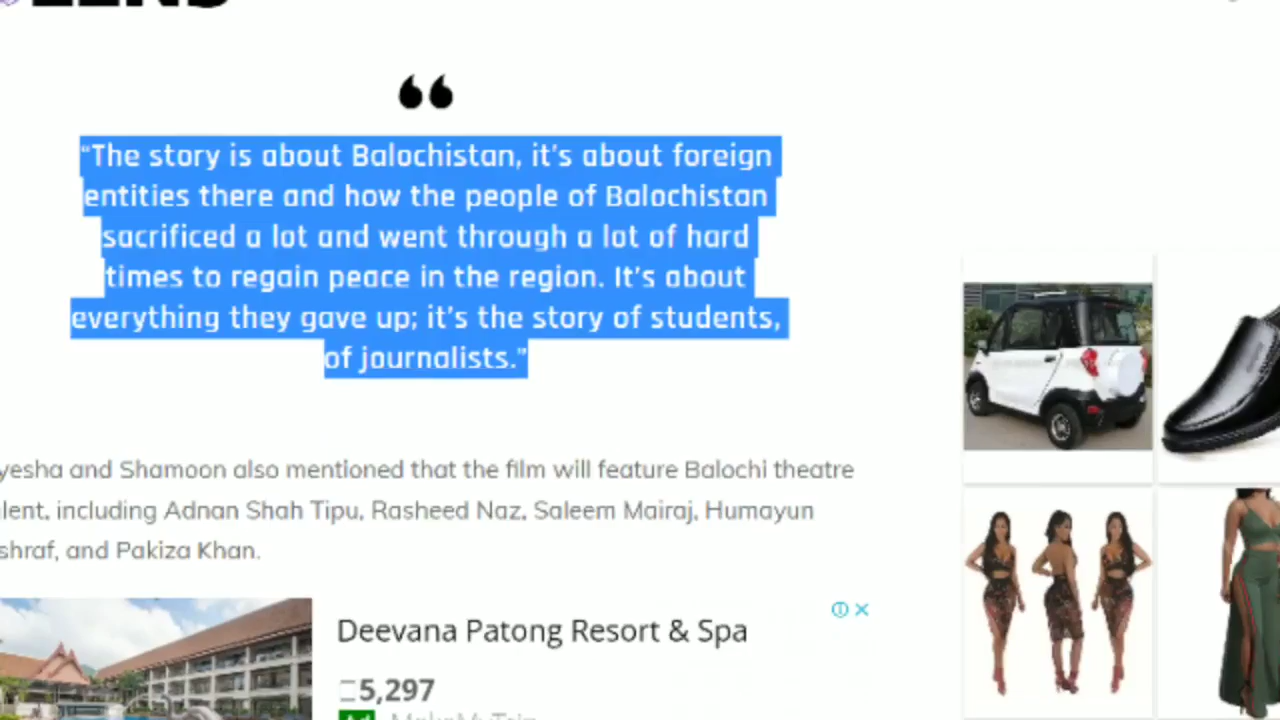 “The story is about Balochistan, it’s about foreign
entities there and how the people of Balochistan
sacrificed a lot and went through a lot of hard
times to regain peace in the region. It’s about
everything they gave up; it’s the story of students,
of journalists.”
yesha and Shamoon also mentioned that the film will feature Balochi theatre
lent, including Adnan Shah Tipu, Rasheed Naz, Saleem Mairaj, Humayun
shraf, and Pakiza Khan.
Deevana Patong Resort & Spa
5,297
Ad